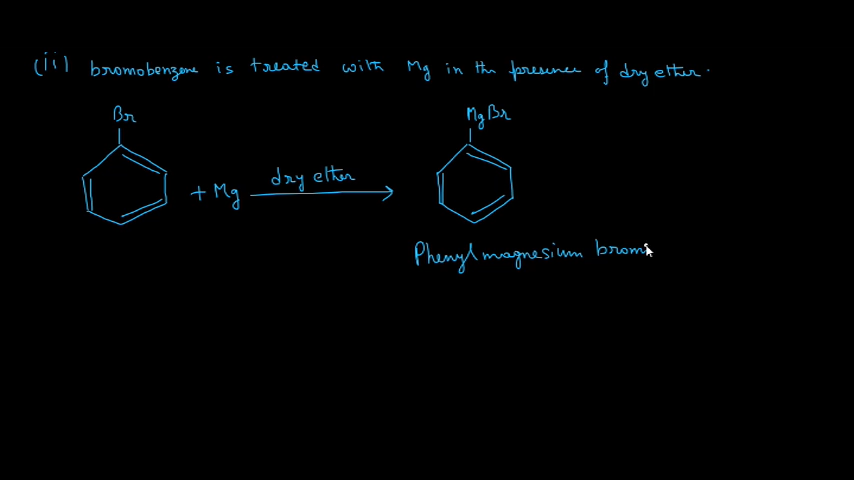 (ii) bromobenzene is treated with Mg in the presence of dry ether.
Br
MgBr
+ Mg
dry ether
Phenyl magnesium brom